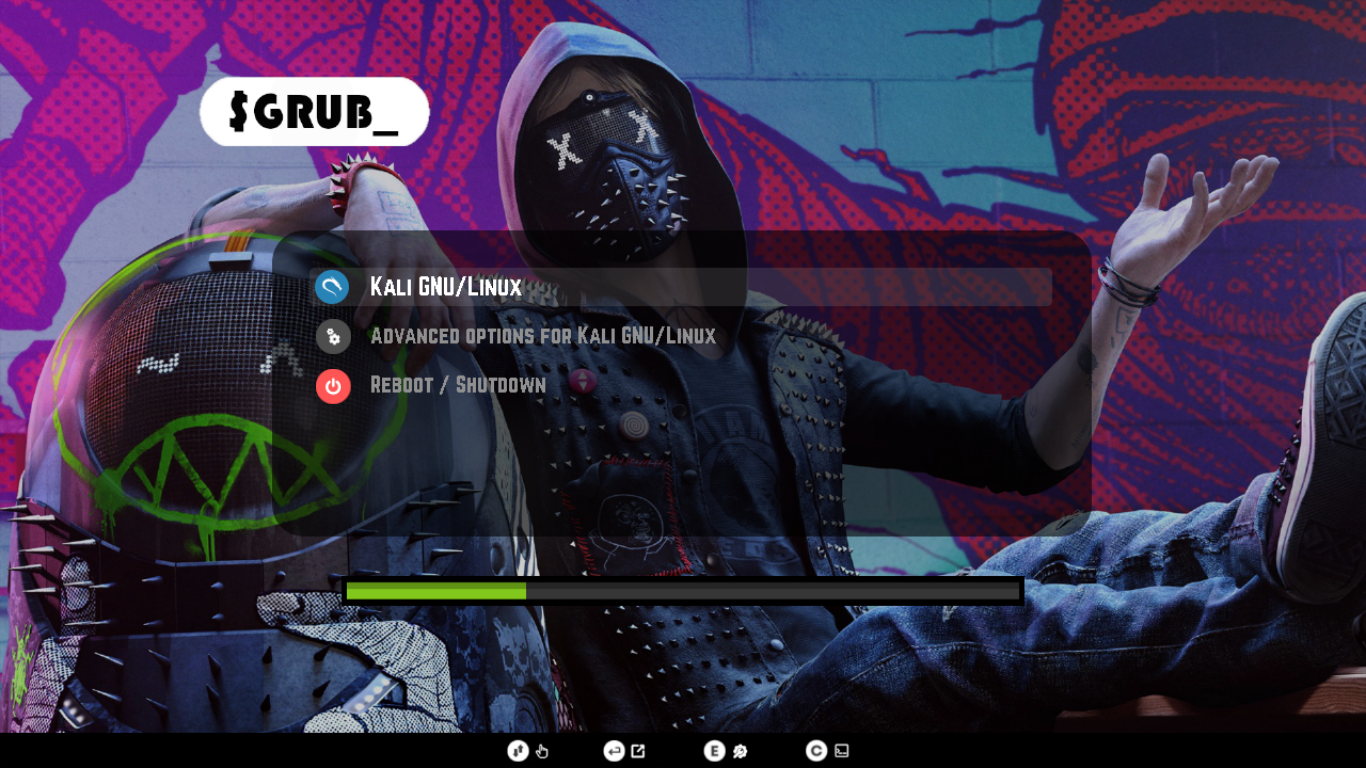 $GRUB_
Kali GNU/Linux
Advanced options for Kali GNU/Linux
Reboot / Shutdown
E
C